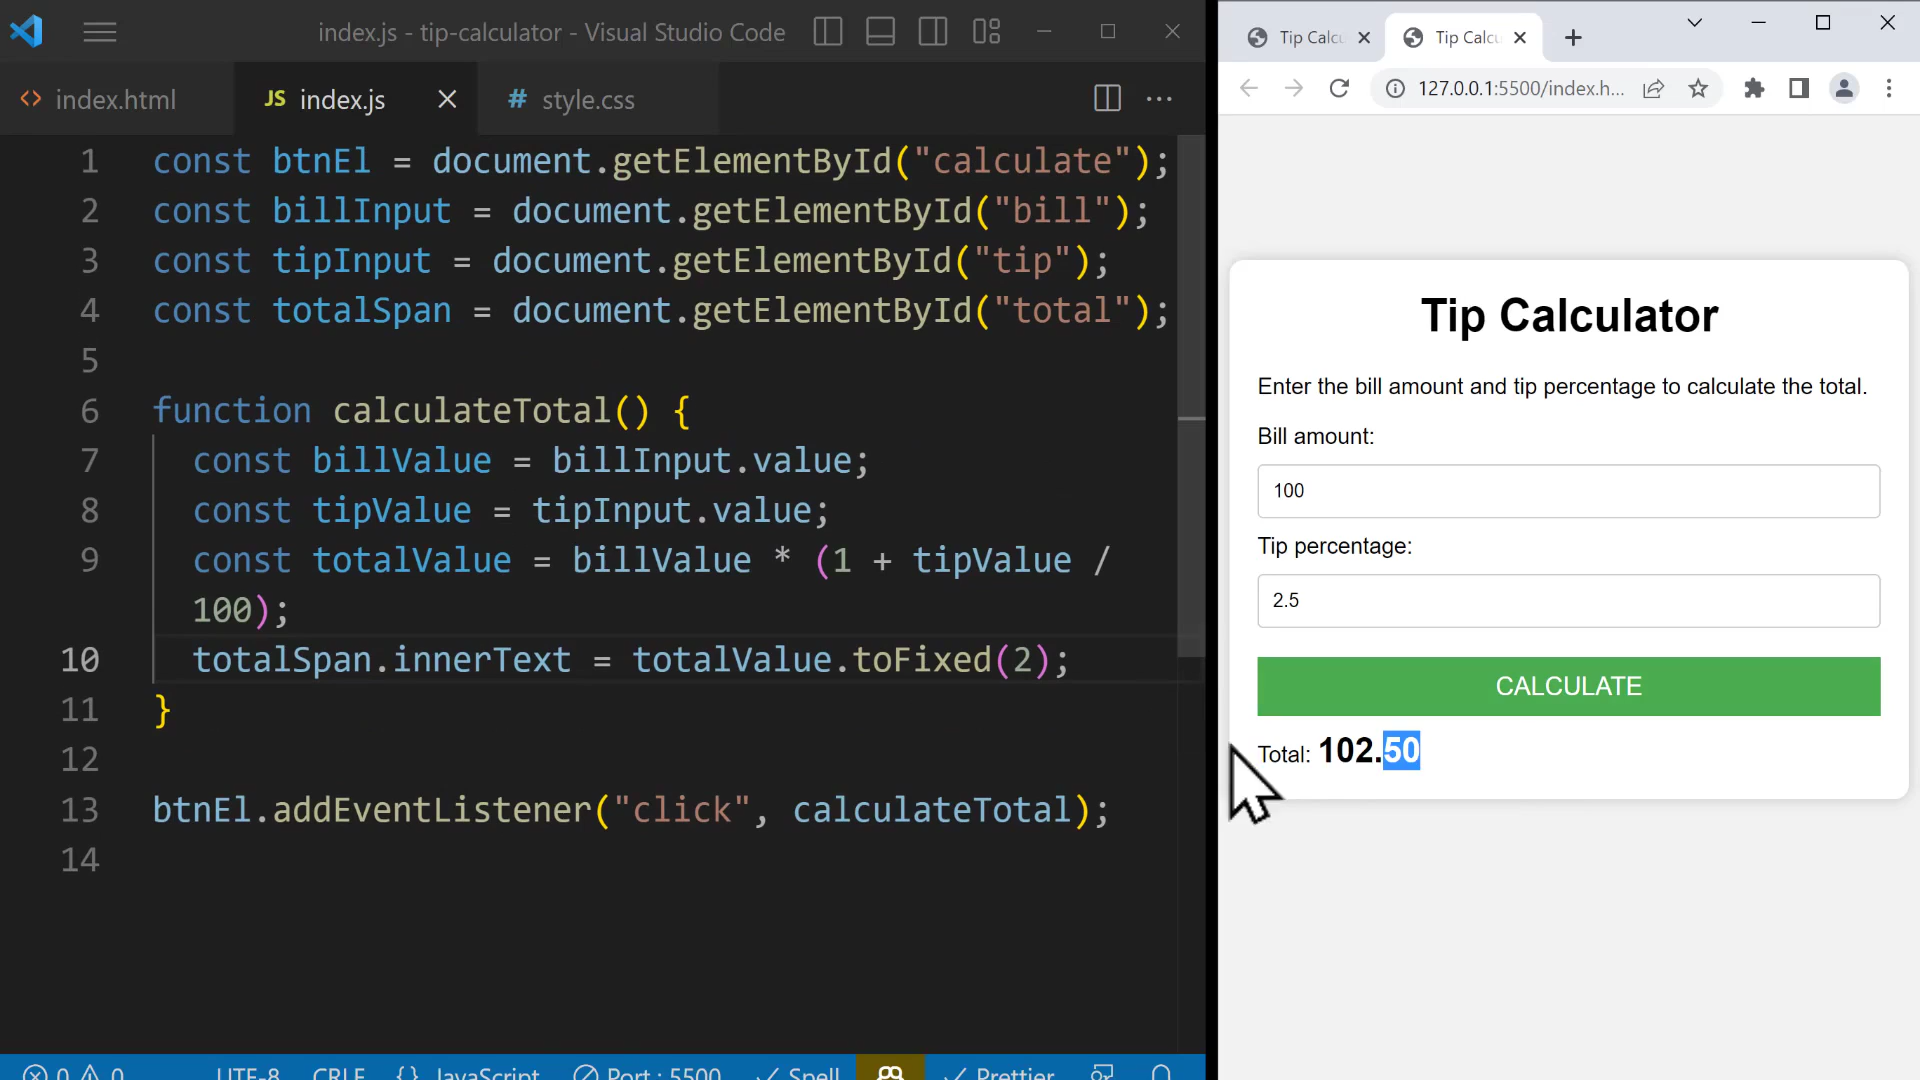 index.js - tip-calculator - Visual Studio Code
index.html
JS index.js
# style.css
1 const btnEl = document.getElementById("calculate");
2 const billInput = document.getElementById("bill");
3 const tipInput = document.getElementById("tip");
4 const totalSpan = document.getElementById("total");
5
6 function calculateTotal() {
7 const billValue = billInput.value;
8 const tipValue = tipInput.value;
9 const totalValue = billValue * (1 + tipValue /
100);
10 totalSpan.innerText = totalValue.toFixed(2);
11 }
12
13 btnEl.addEventListener("click", calculateTotal);
14
0 0 UTF-8 CRLF {} JavaScript Port : 5500 Spell Prettier
Tip Calcu
Tip Calcu
127.0.0.1:5500/index.h...
Tip Calculator
Enter the bill amount and tip percentage to calculate the total.
Bill amount:
100
Tip percentage:
2.5
CALCULATE
Total: 102.50